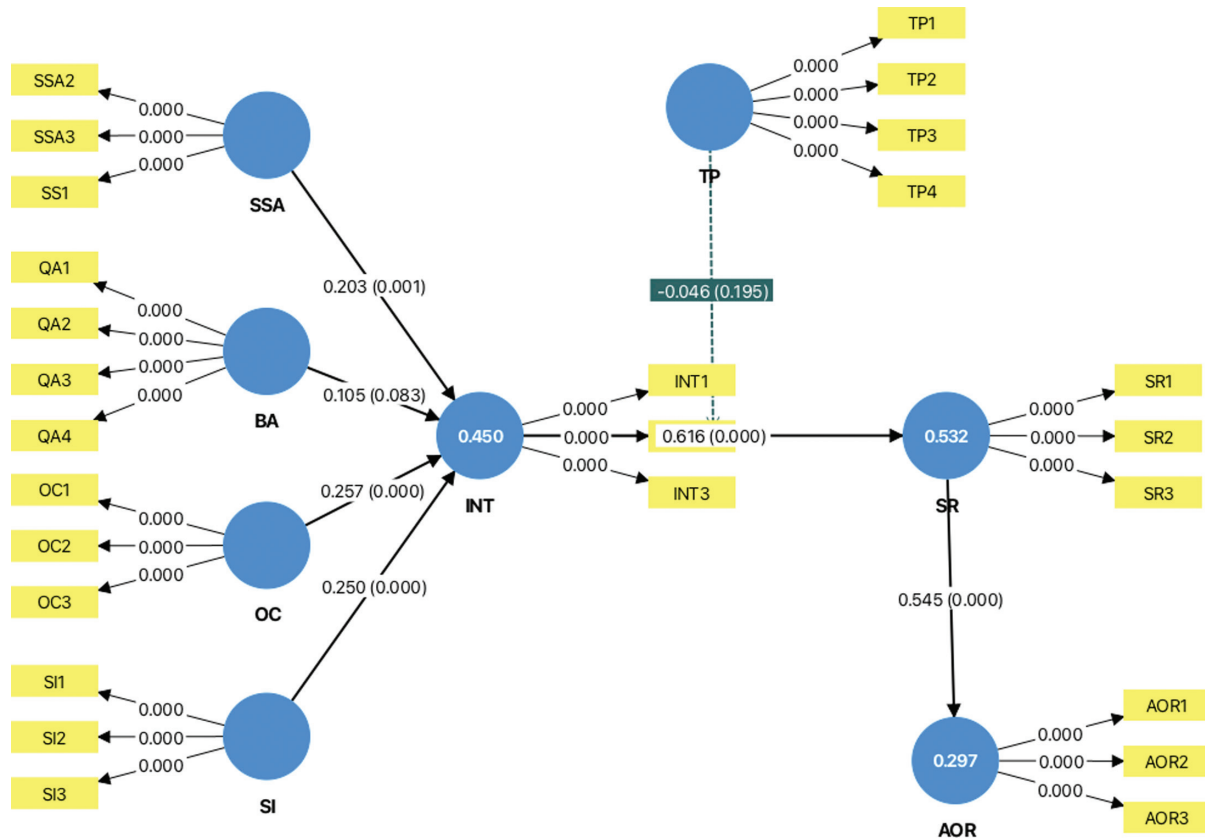 SSA2
0.000
SSA3
0.000
SS1
0.000
SSA
QA1
0.000
QA2
0.000
QA3
0.000
QA4
0.000
BA
OC1
0.000
OC2
0.000
OC3
0.000
OC
SI1
0.000
SI2
0.000
SI3
0.000
SI
0.203 (0.001)
0.105 (0.083)
0.257 (0.000)
0.250 (0.000)
0.450
INT
TP
TP1
0.000
TP2
0.000
TP3
0.000
TP4
0.000
-0.046 (0.195)
INT1
0.000
0.000
0.616 (0.000)
INT3
0.000
0.532
SR
SR1
0.000
SR2
0.000
SR3
0.000
0.545 (0.000)
0.297
AOR
AOR1
0.000
AOR2
0.000
AOR3
0.000